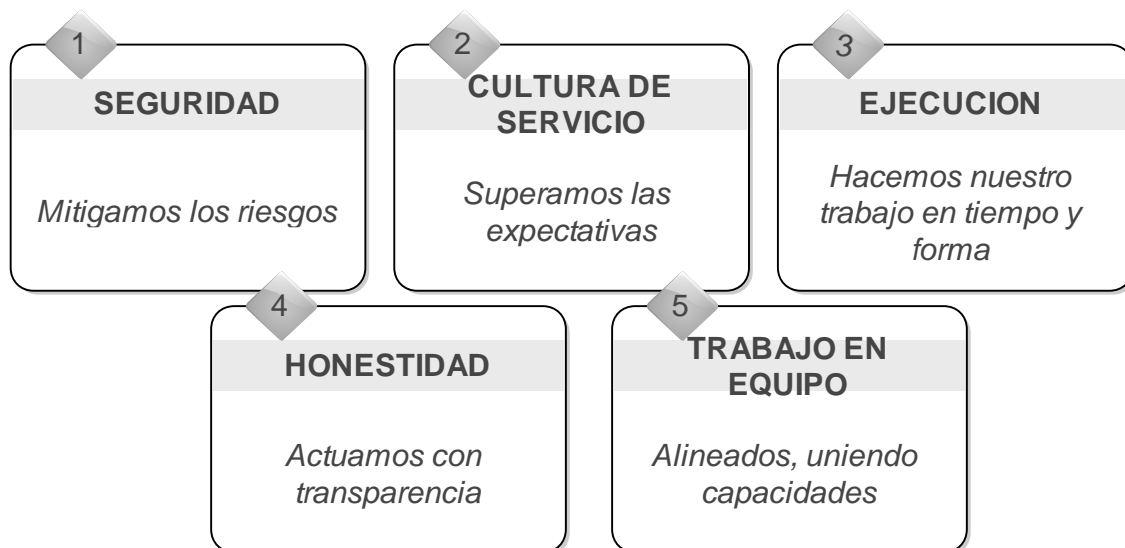 1
SEGURIDAD
Mitigamos los riesgos
2
CULTURA DE
SERVICIO
Superamos las
expectativas
3
EJECUCION
Hacemos nuestro
trabajo en tiempo y
forma
4
HONESTIDAD
Actuamos con
transparencia
5
TRABAJO EN
EQUIPO
Alineados, uniendo
capacidades